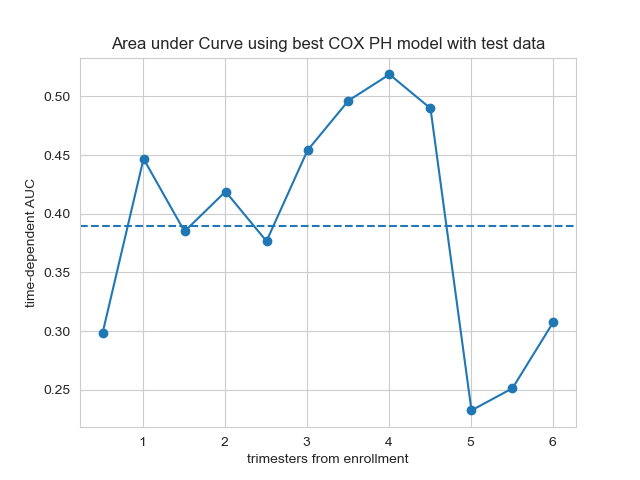 Area under Curve using best COX PH model with test data
time-dependent AUC
0.50
0.45
0.40
0.35
0.30
0.25
1 2 3 4 5 6
trimesters from enrollment